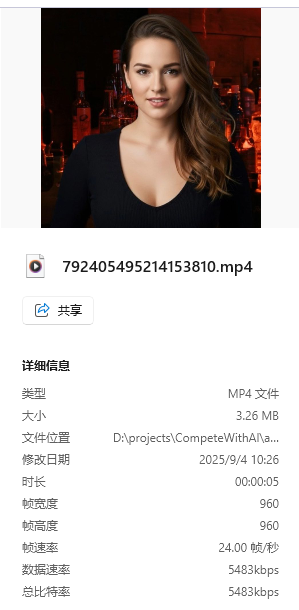 792405495214153810.mp4
共享
详细信息
类型 MP4 文件
大小 3.26 MB
文件位置 D:\projects\CompeteWithAI\a...
修改日期 2025/9/4 10:26
时长 00:00:05
帧宽度 960
帧高度 960
帧速率 24.00 帧/秒
数据速率 5483kbps
总比特率 5483kbps